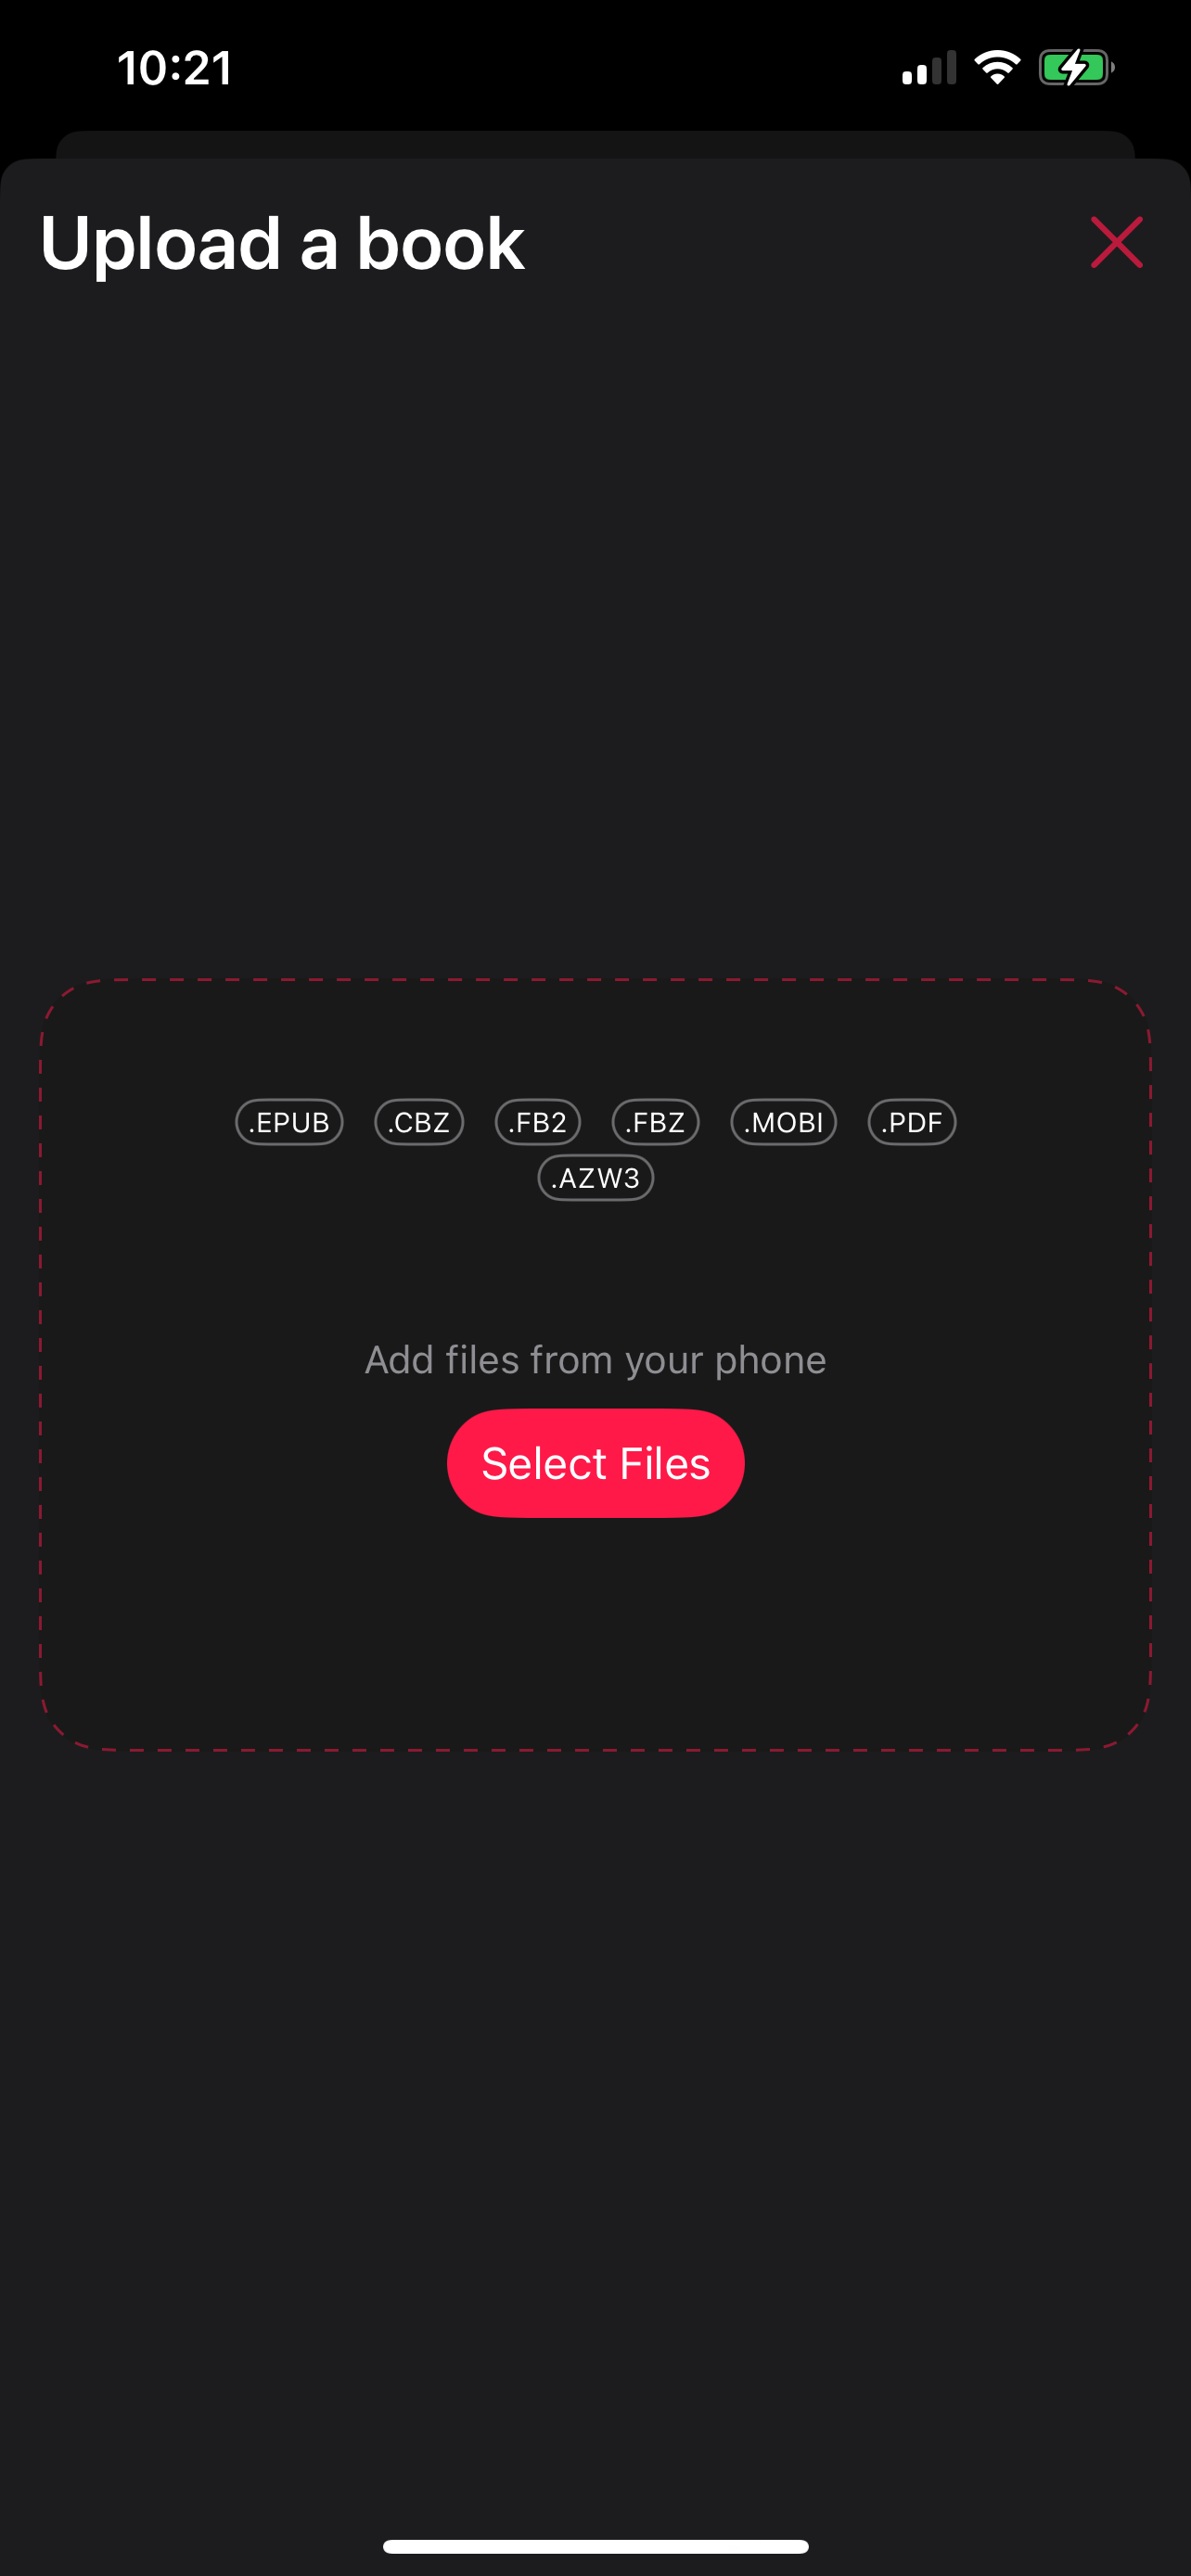 10:21
Upload a book
.EPUB .CBZ .FB2 .FBZ .MOBI .PDF
.AZW3
Add files from your phone
Select Files